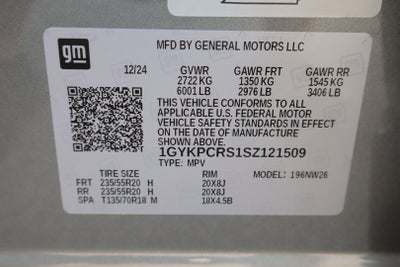 gm
MFD BY GENERAL MOTORS LLC
12/24 GVWR GAWR FRT GAWR RR
2722 KG 1350 KG 1545 KG
6001 LB 2976 LB 3406 LB
THIS VEHICLE CONFORMS TO ALL
APPLICABLE U.S. FEDERAL MOTOR
VEHICLE SAFETY STANDARDS IN EFFECT
ON THE DATE OF MANUFACTURE
SHOWN ABOVE.
1GYKPCRS1SZ121509
TYPE: MPV MODEL: 196NW26
TIRE SIZE RIM
FRT 235/55R20 H 20X8J
RR 235/55R20 H 20X8J
SPA T135/70R18 M 18X4.5B